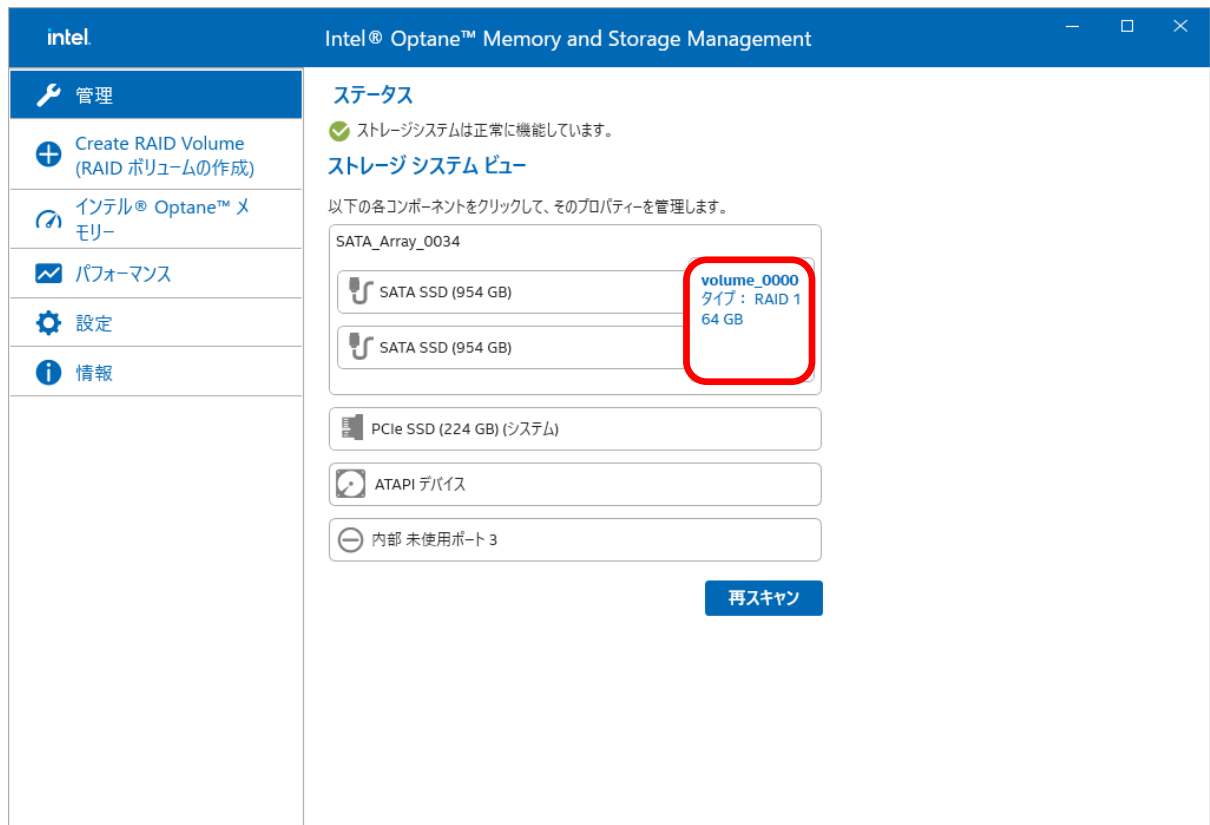 intel.
Intel® Optane™ Memory and Storage Management
管理
Create RAID Volume
(RAID ボリュームの作成)
インテル® Optane™ メ
モリー
パフォーマンス
設定
情報
ステータス
ストレージシステムは正常に機能しています。
ストレージ システム ビュー
以下の各コンポーネントをクリックして、そのプロパティーを管理します。
SATA_Array_0034
SATA SSD (954 GB)
SATA SSD (954 GB)
volume_0000
タイプ： RAID 1
64 GB
PCIe SSD (224 GB) (システム)
ATAPI デバイス
内部 未使用ポート 3
再スキャン